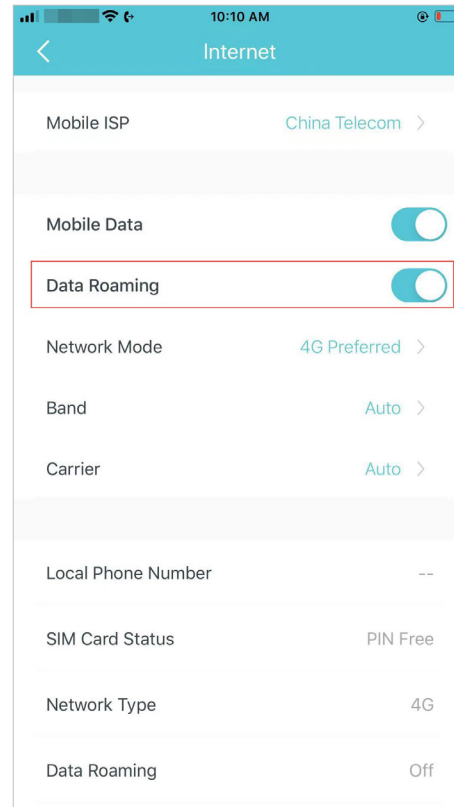 10:10 AM
Internet
Mobile ISP China Telecom
Mobile Data
Data Roaming
Network Mode 4G Preferred
Band Auto
Carrier Auto
Local Phone Number --
SIM Card Status PIN Free
Network Type 4G
Data Roaming Off